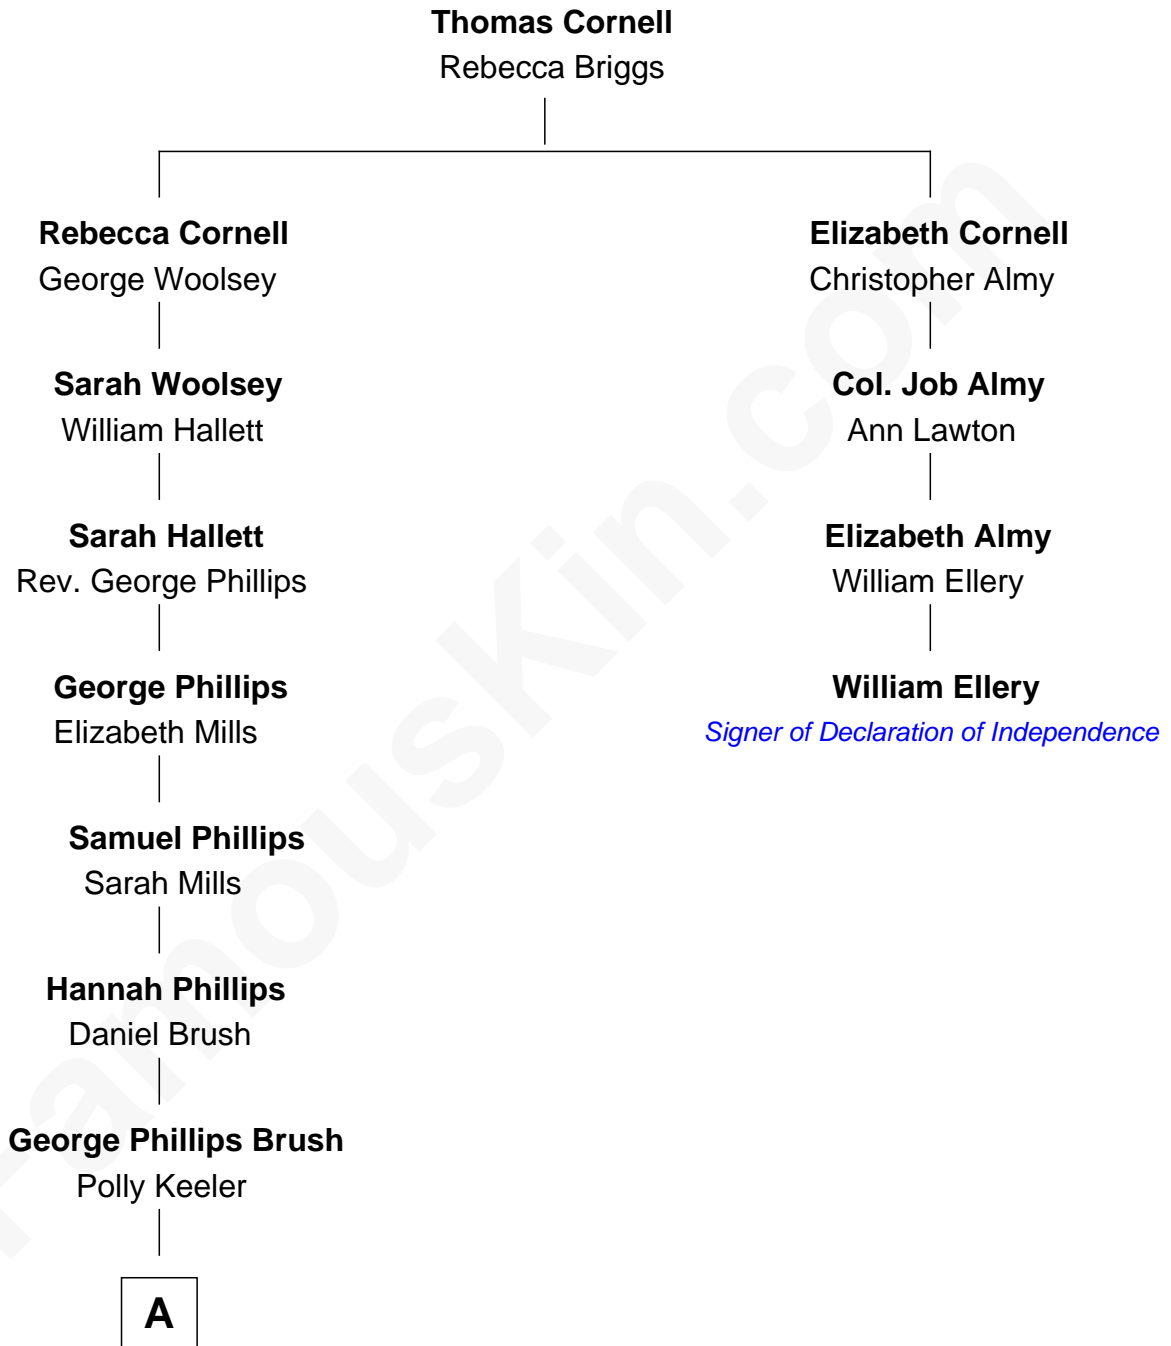 Thomas Cornell
Rebecca Briggs
Rebecca Cornell
George Woolsey
Elizabeth Cornell
Christopher Almy
Sarah Woolsey
William Hallett
Col. Job Almy
Ann Lawton
Sarah Hallett
Rev. George Phillips
Elizabeth Almy
William Ellery
George Phillips
Elizabeth Mills
William Ellery
Signer of Declaration of Independence
Samuel Phillips
Sarah Mills
Hannah Phillips
Daniel Brush
George Phillips Brush
Polly Keeler
A
FamousKin.com